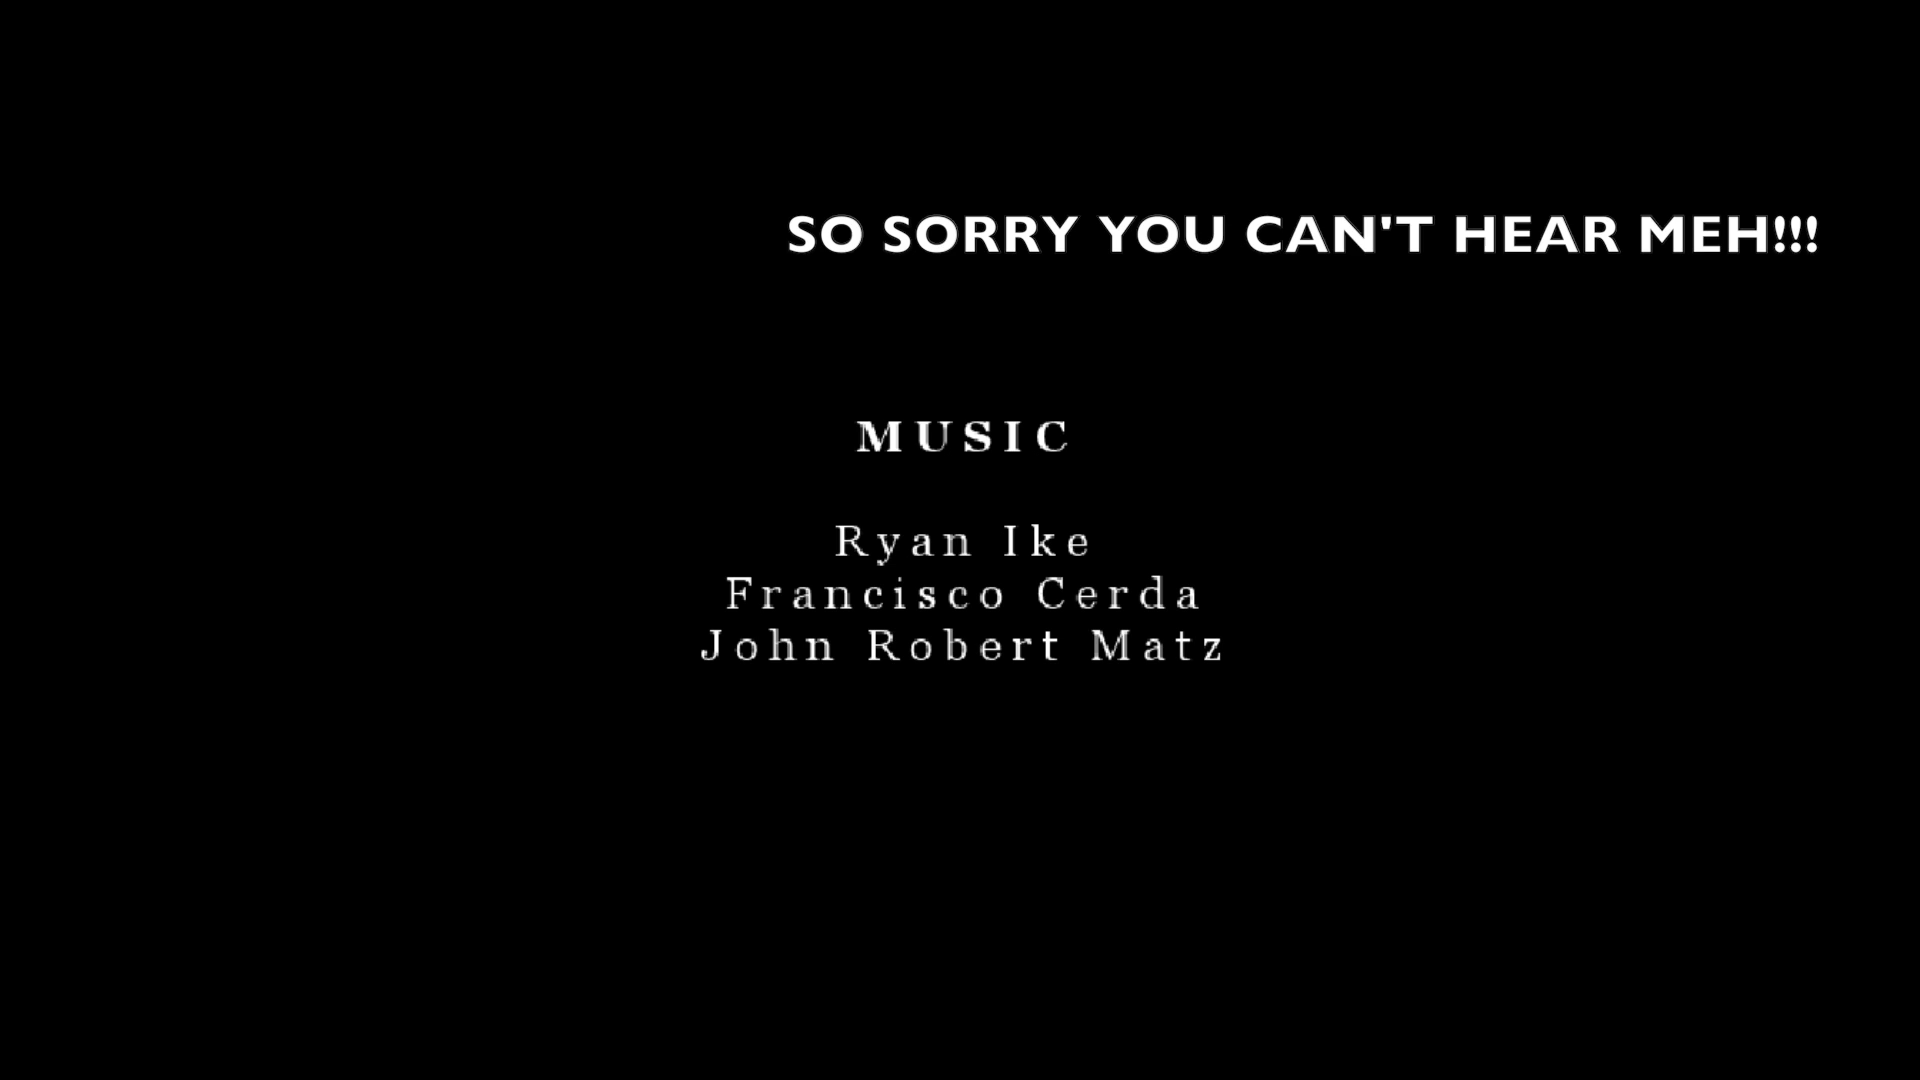 SO SORRY YOU CAN'T HEAR MEH!!!
MUSIC
Ryan Ike
Francisco Cerda
John Robert Matz